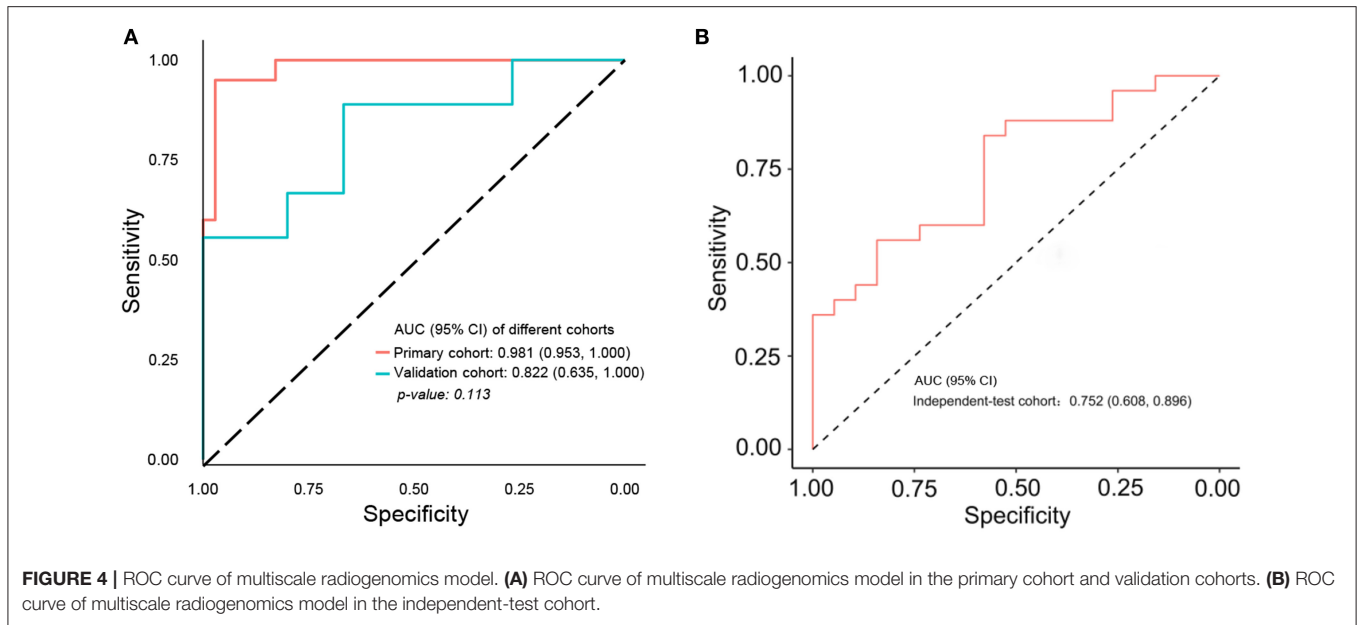 A
1.00
0.75
0.50
0.25
0.00
Sensitivity
AUC (95% CI) of different cohorts
Primary cohort: 0.981 (0.953, 1.000)
Validation cohort: 0.822 (0.635, 1.000)
p-value: 0.113
1.00 0.75 0.50 0.25 0.00
Specificity
B
1.00
0.75
0.50
0.25
0.00
Sensitivity
AUC (95% CI)
Independent-test cohort: 0.752 (0.608, 0.896)
1.00 0.75 0.50 0.25 0.00
Specificity
FIGURE 4 | ROC curve of multiscale radiogenomics model. (A) ROC curve of multiscale radiogenomics model in the primary cohort and validation cohorts. (B) ROC
curve of multiscale radiogenomics model in the independent-test cohort.